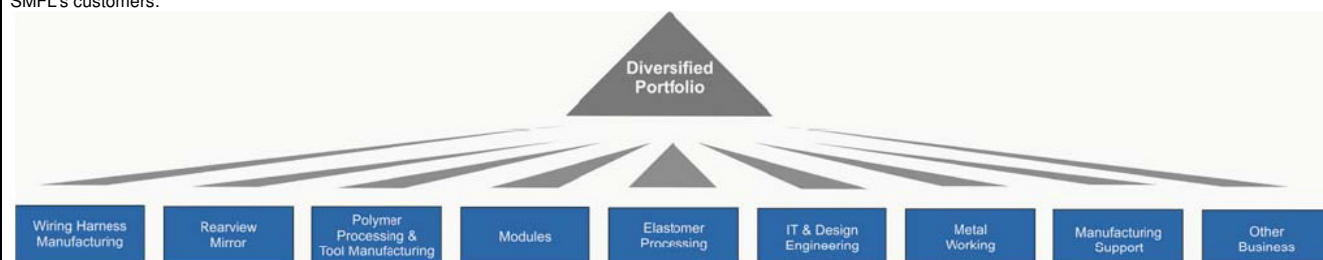 SMFL's customers.
Diversified
Portfolio
Wiring Harness
Manufacturing
Rearview
Mirror
Polymer
Processing &
Tool Manufacturing
Modules
Elastomer
Processing
IT & Design
Engineering
Metal
Working
Manufacturing
Support
Other
Business